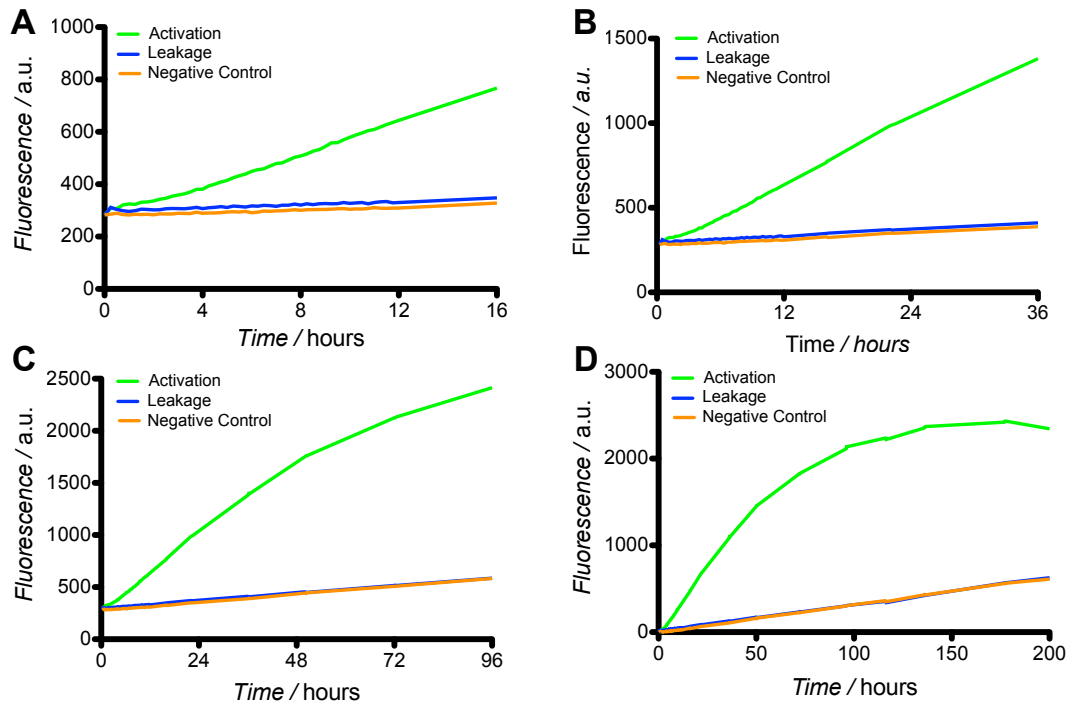 A
1000
800
600
400
200
0
Activation
Leakage
Negative Control
Fluorescence / a.u.
0 4 8 12 16
Time / hours
B
1500
1000
500
0
Activation
Leakage
Negative Control
Fluorescence / a.u.
0 12 24 36
Time / hours
C
2500
2000
1500
1000
500
0
Activation
Leakage
Negative Control
Fluorescence / a.u.
0 24 48 72 96
Time / hours
D
3000
2000
1000
0
Activation
Leakage
Negative Control
Fluorescence / a.u.
0 50 100 150 200
Time / hours